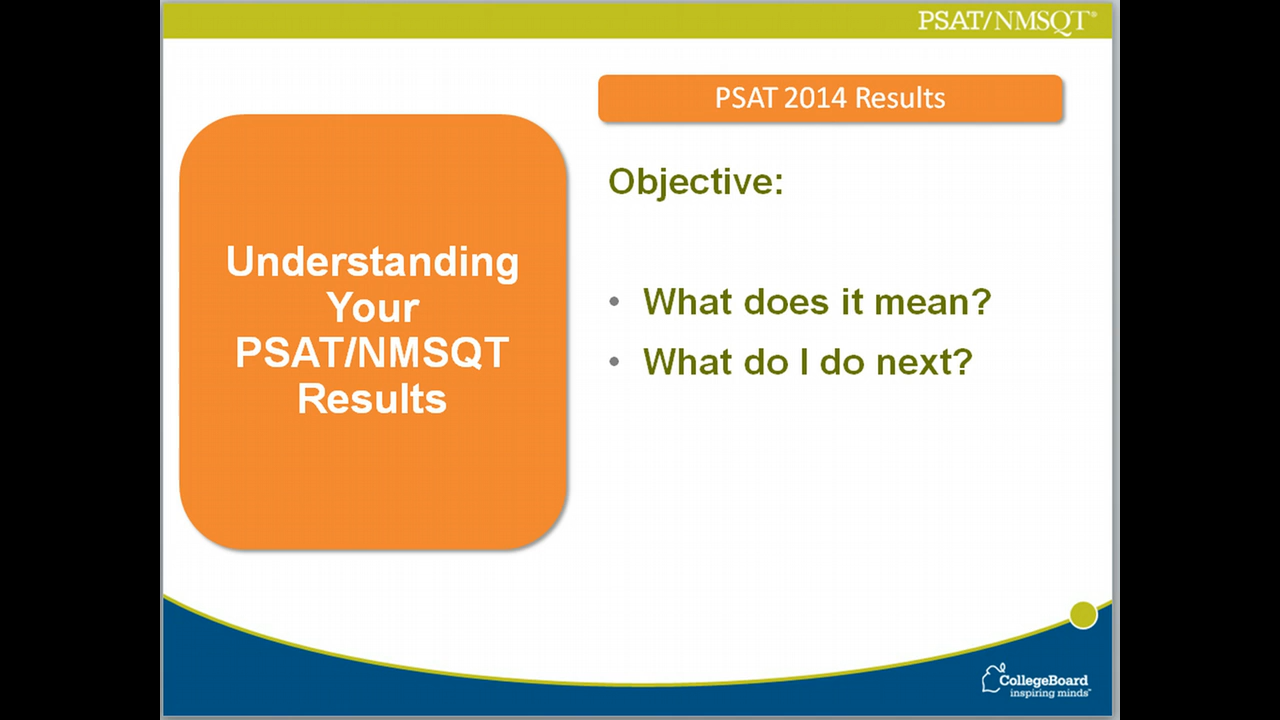 PSAT/NMSQT®
PSAT 2014 Results
Understanding
Your
PSAT/NMSQT
Results
Objective:
• What does it mean?
• What do I do next?
CollegeBoard
inspiring minds™